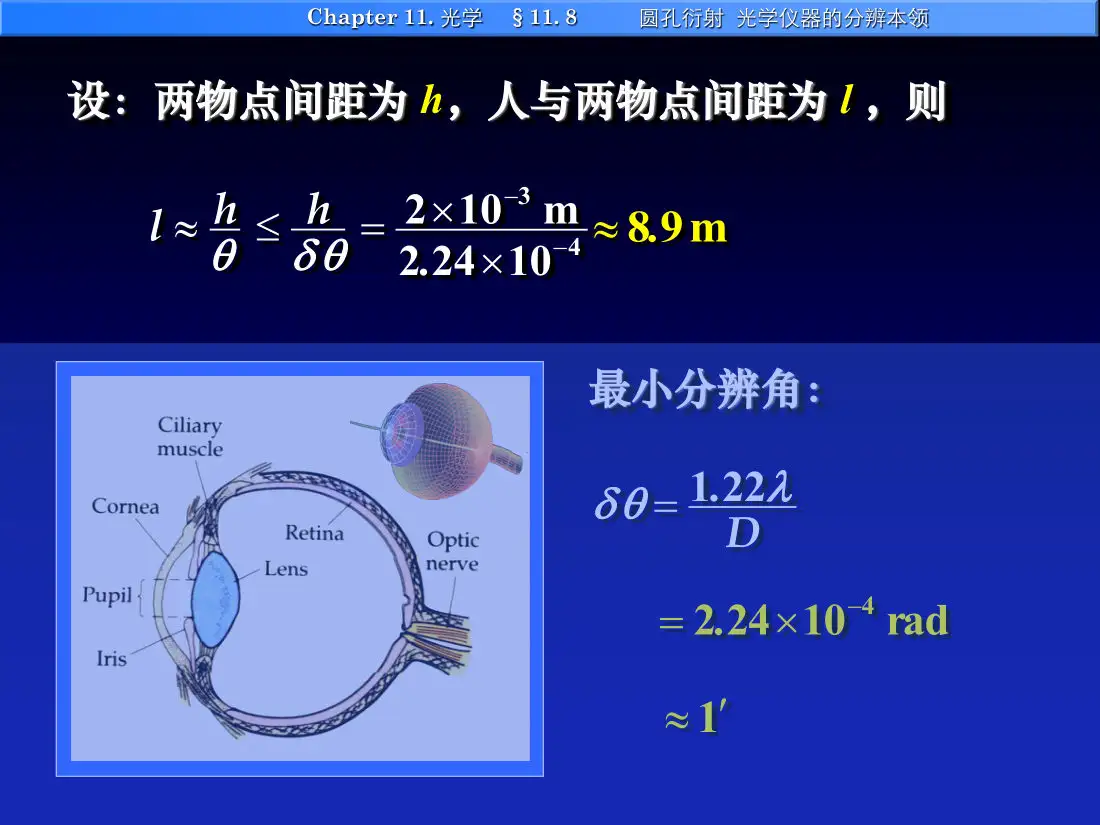 Chapter 11. 光学 §11. 8 圆孔衍射 光学仪器的分辨本领
设：两物点间距为 h，人与两物点间距为 l ，则
l ≈ h/θ ≤ h/δθ = 2×10⁻³ m / 2.24×10⁻⁴ ≈ 8.9 m
最小分辨角：
δθ = 1.22λ/D
= 2.24×10⁻⁴ rad
≈ 1′
Ciliary
muscle
Cornea
Retina
Optic
nerve
Lens
Pupil
Iris